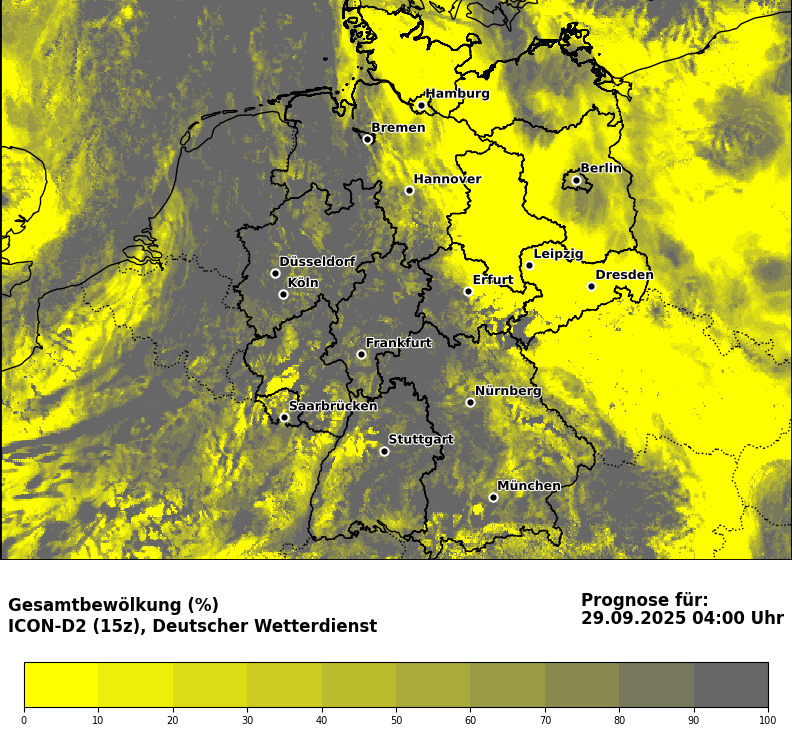 Hamburg
Bremen
Berlin
Hannover
Leipzig
Düsseldorf
Dresden
Köln
Erfurt
Frankfurt
Nürnberg
Saarbrücken
Stuttgart
München
Gesamtbewölkung (%)
ICON-D2 (15z), Deutscher Wetterdienst
Prognose für:
29.09.2025 04:00 Uhr
0 10 20 30 40 50 60 70 80 90 100